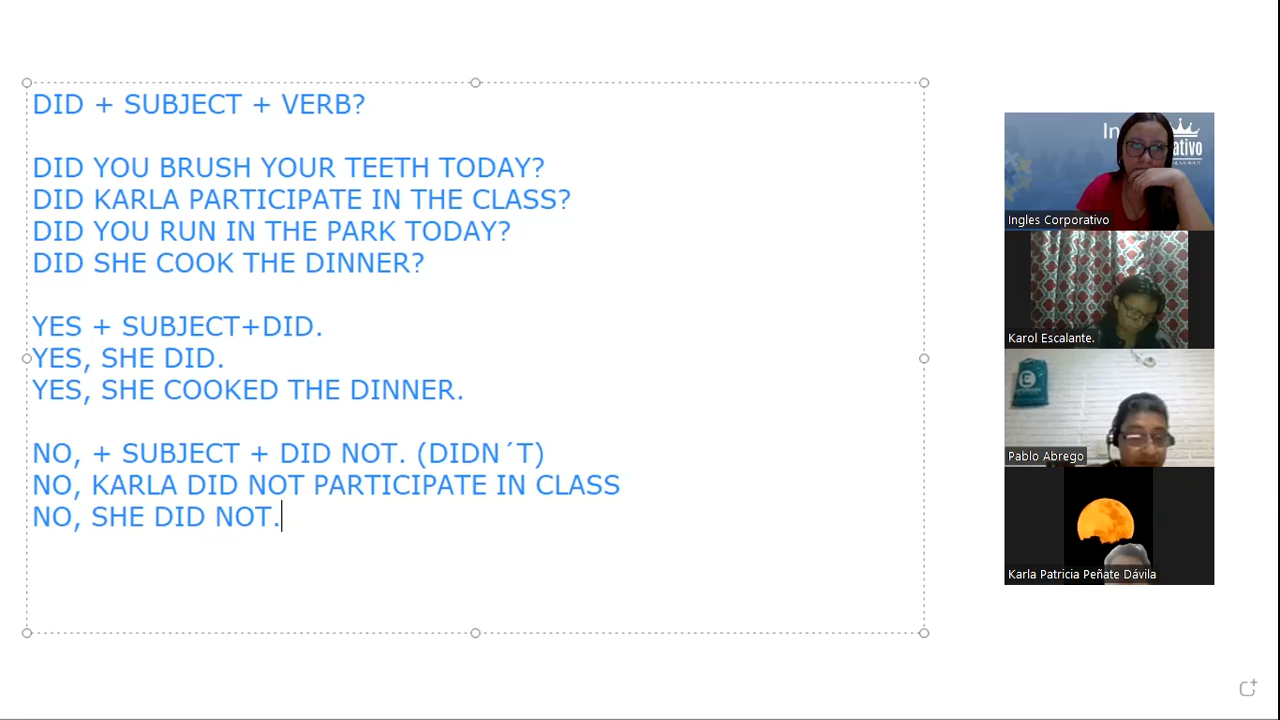 DID + SUBJECT + VERB?
DID YOU BRUSH YOUR TEETH TODAY?
DID KARLA PARTICIPATE IN THE CLASS?
DID YOU RUN IN THE PARK TODAY?
DID SHE COOK THE DINNER?
YES + SUBJECT+DID.
YES, SHE DID.
YES, SHE COOKED THE DINNER.
NO, + SUBJECT + DID NOT. (DIDN´T)
NO, KARLA DID NOT PARTICIPATE IN CLASS
NO, SHE DID NOT.
Ingles Corporativo
Karol Escalante.
Pablo Abrego
Karla Patricia Peñate Dávila